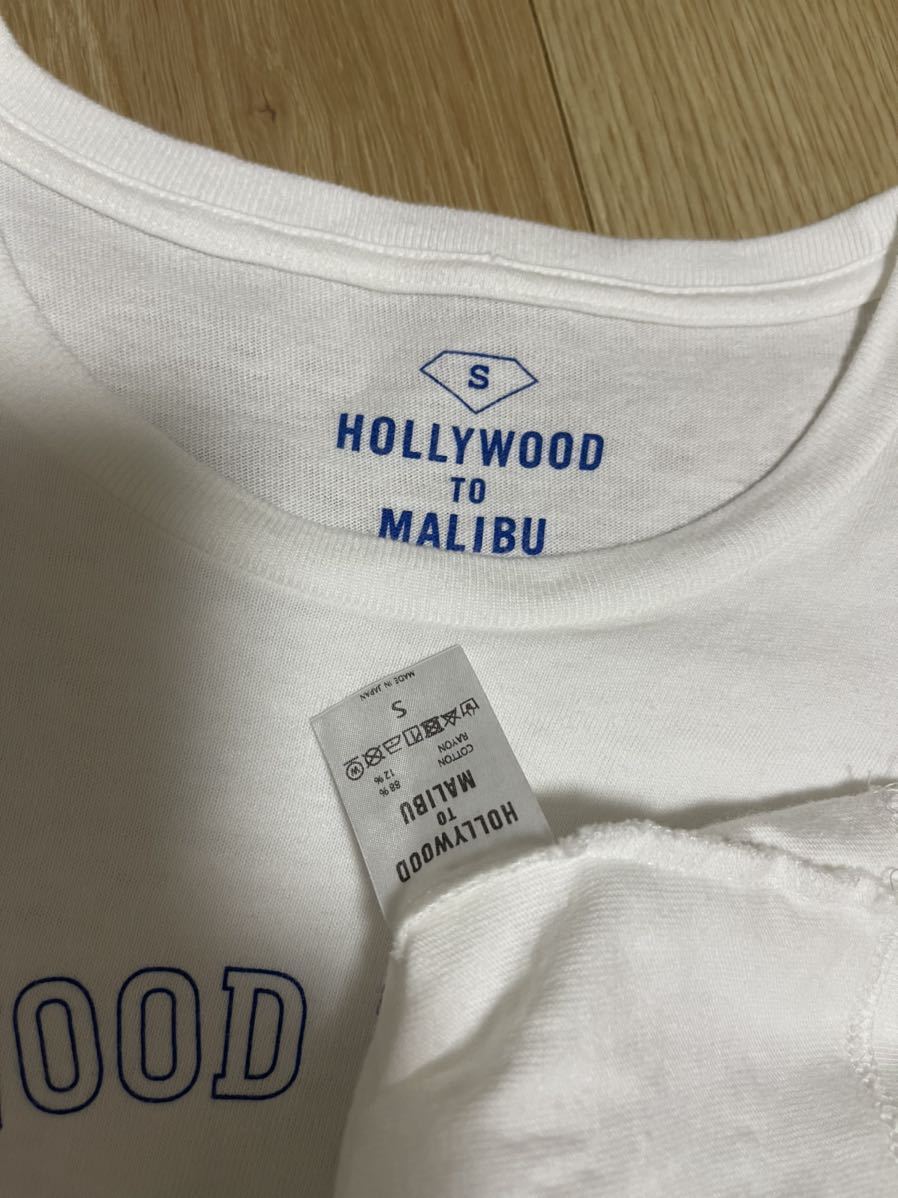 S
HOLLYWOOD
TO
MALIBU
HOLLYWOOD
TO
MALIBU
COTTON 88%
RAYON 12%
W
S
MADE IN JAPAN
OOD